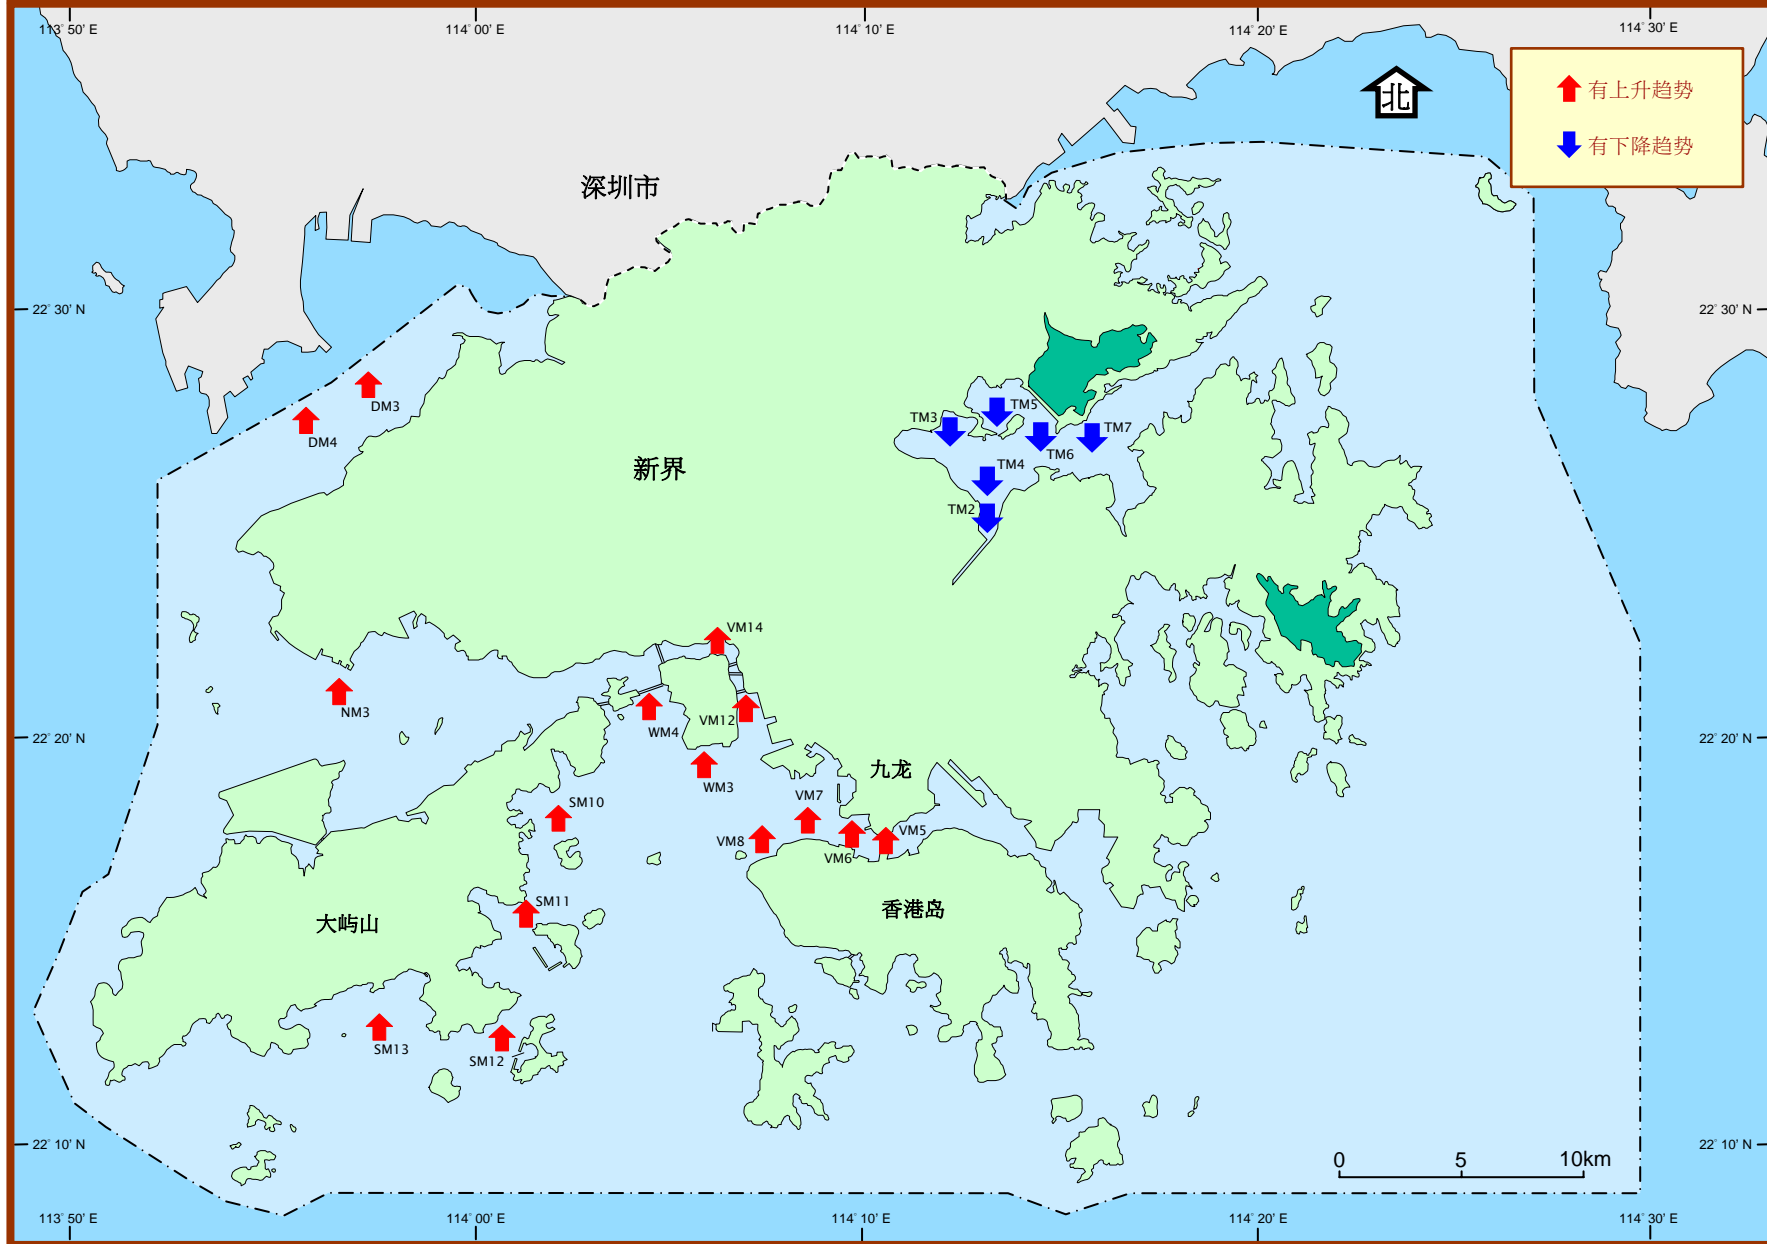 113° 50' E
114° 00' E
114° 10' E
114° 20' E
114° 30' E
北
有上升趋势
有下降趋势
深圳市
22° 30' N
22° 30' N
DM3
DM4
TM3
TM5
TM7
TM6
TM4
TM2
新界
VM14
NM3
WM4
VM12
22° 20' N
22° 20' N
WM3
九龙
SM10
VM7
VM8
VM6
VM5
SM11
大屿山
香港岛
SM13
SM12
22° 10' N
22° 10' N
0 5 10km
113° 50' E
114° 00' E
114° 10' E
114° 20' E
114° 30' E